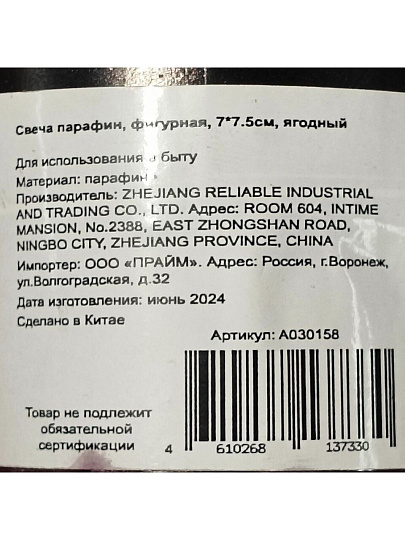 Свеча парафин, фигурная, 7*7.5см, ягодный
Для использования в быту
Материал: парафин
Производитель: ZHEJIANG RELIABLE INDUSTRIAL
AND TRADING CO., LTD. Адрес: ROOM 604, INTIME
MANSION, No.2388, EAST ZHONGSHAN ROAD,
NINGBO CITY, ZHEJIANG PROVINCE, CHINA
Импортер: ООО «ПРАЙМ». Адрес: Россия, г.Воронеж,
ул.Волгоградская, д.32
Дата изготовления: июнь 2024
Сделано в Китае
Артикул: A030158
Товар не подлежит
обязательной
сертификации
4 610268 137330